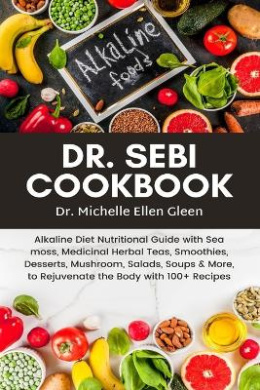 Alkaline
foods
DR. SEBI
COOKBOOK
Dr. Michelle Ellen Gleen
Alkaline Diet Nutritional Guide with Sea
moss, Medicinal Herbal Teas, Smoothies,
Desserts, Mushroom, Salads, Soups & More,
to Rejuvenate the Body with 100+ Recipes